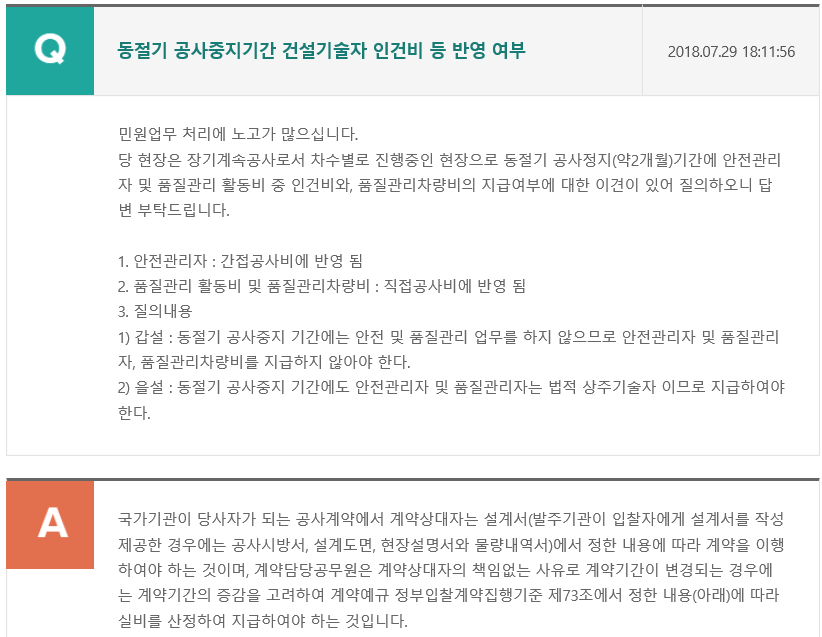 Q
동절기 공사중지기간 건설기술자 인건비 등 반영 여부
2018.07.29 18:11:56
민원업무 처리에 노고가 많으십니다.
당 현장은 장기계속공사로서 차수별로 진행중인 현장으로 동절기 공사정지(약2개월)기간에 안전관리
자 및 품질관리 활동비 중 인건비와, 품질관리차량비의 지급여부에 대한 이견이 있어 질의하오니 답
변 부탁드립니다.
1. 안전관리자 : 간접공사비에 반영 됨
2. 품질관리 활동비 및 품질관리차량비 : 직접공사비에 반영 됨
3. 질의내용
1) 갑설 : 동절기 공사중지 기간에는 안전 및 품질관리 업무를 하지 않으므로 안전관리자 및 품질관리
자, 품질관리차량비를 지급하지 않아야 한다.
2) 을설 : 동절기 공사중지 기간에도 안전관리자 및 품질관리자는 법적 상주기술자 이므로 지급하여야
한다.
A
국가기관이 당사자가 되는 공사계약에서 계약상대자는 설계서(발주기관이 입찰자에게 설계서를 작성
제공한 경우에는 공사시방서, 설계도면, 현장설명서와 물량내역서)에서 정한 내용에 따라 계약을 이행
하여야 하는 것이며, 계약담당공무원은 계약상대자의 책임없는 사유로 계약기간이 변경되는 경우에
는 계약기간의 증감을 고려하여 계약예규 정부입찰계약집행기준 제73조에서 정한 내용(아래)에 따라
실비를 산정하여 지급하여야 하는 것입니다.